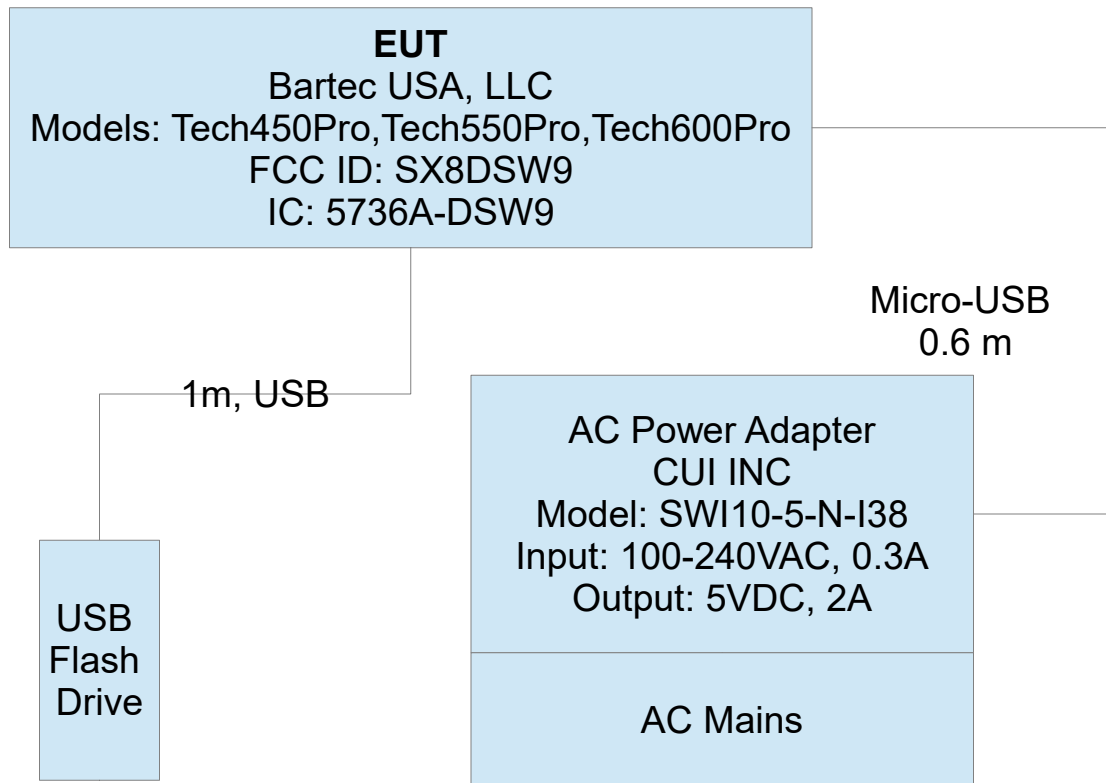 EUT
Bartec USA, LLC
Models: Tech450Pro,Tech550Pro,Tech600Pro
FCC ID: SX8DSW9
IC: 5736A-DSW9
Micro-USB
0.6 m
1m, USB
AC Power Adapter
CUI INC
Model: SWI10-5-N-I38
Input: 100-240VAC, 0.3A
Output: 5VDC, 2A
USB
Flash
Drive
AC Mains